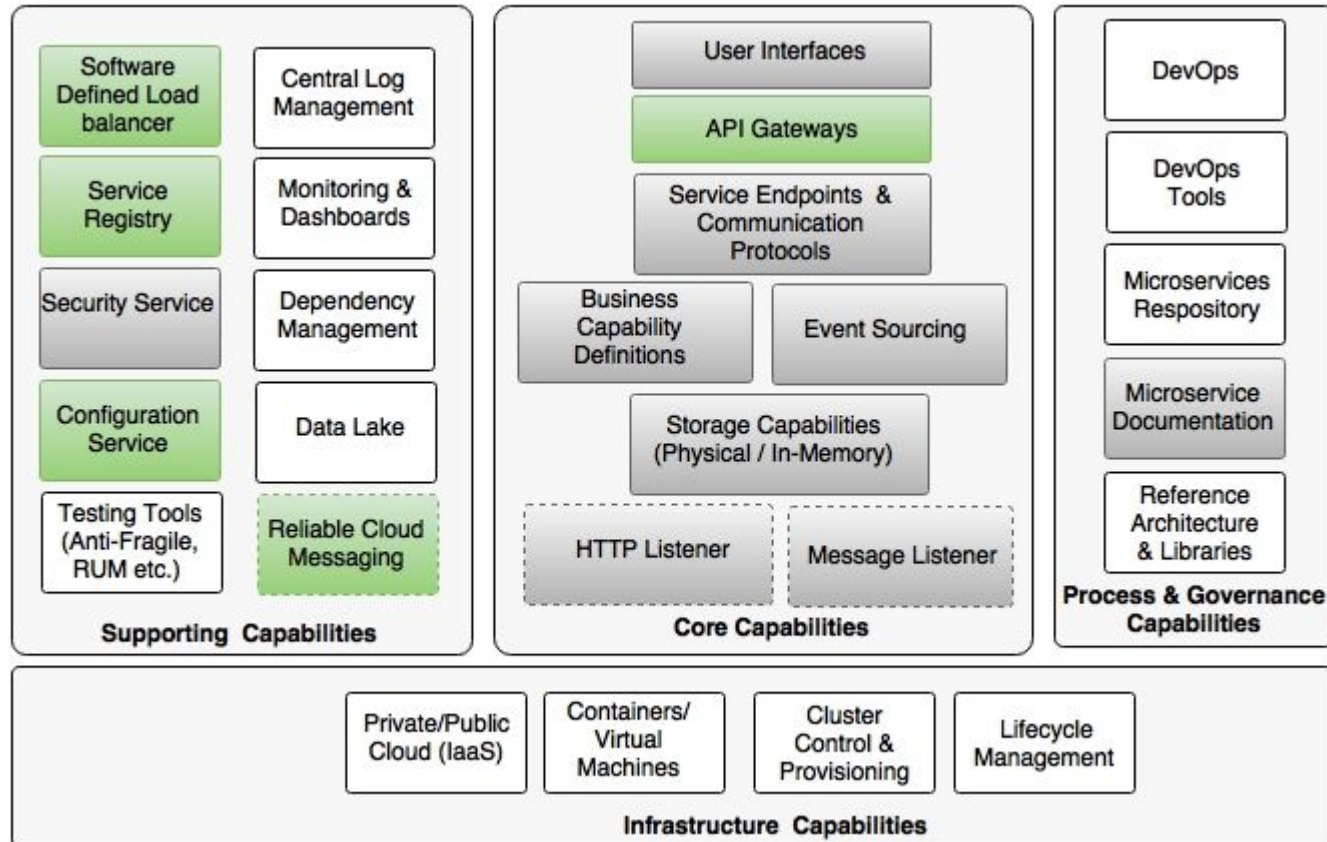 Software
Defined Load
balancer
Central Log
Management
Service
Registry
Monitoring &
Dashboards
Security Service
Dependency
Management
Configuration
Service
Data Lake
Testing Tools
(Anti-Fragile,
RUM etc.)
Reliable Cloud
Messaging
Supporting Capabilities
User Interfaces
API Gateways
Service Endpoints &
Communication
Protocols
Business
Capability
Definitions
Event Sourcing
Storage Capabilities
(Physical / In-Memory)
HTTP Listener
Message Listener
Core Capabilities
DevOps
DevOps
Tools
Microservices
Respository
Microservice
Documentation
Reference
Architecture
& Libraries
Process & Governance
Capabilities
Private/Public
Cloud (IaaS)
Containers/
Virtual
Machines
Cluster
Control &
Provisioning
Lifecycle
Management
Infrastructure Capabilities